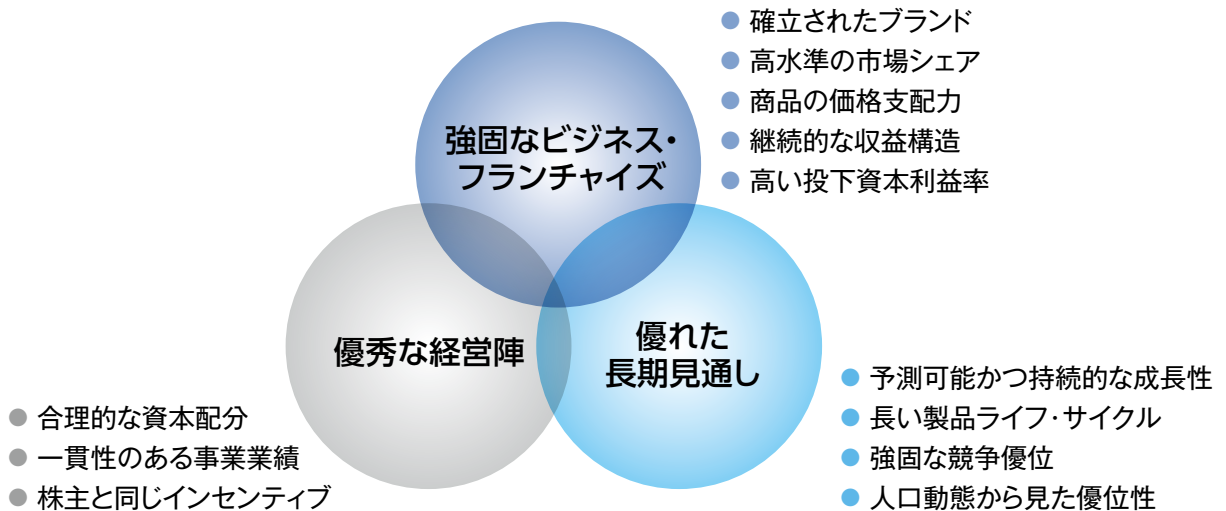 強固なビジネス・
フランチャイズ
● 確立されたブランド
● 高水準の市場シェア
● 商品の価格支配力
● 継続的な収益構造
● 高い投下資本利益率
優秀な経営陣
● 合理的な資本配分
● 一貫性のある事業業績
● 株主と同じインセンティブ
優れた
長期見通し
● 予測可能かつ持続的な成長性
● 長い製品ライフ・サイクル
● 強固な競争優位
● 人口動態から見た優位性